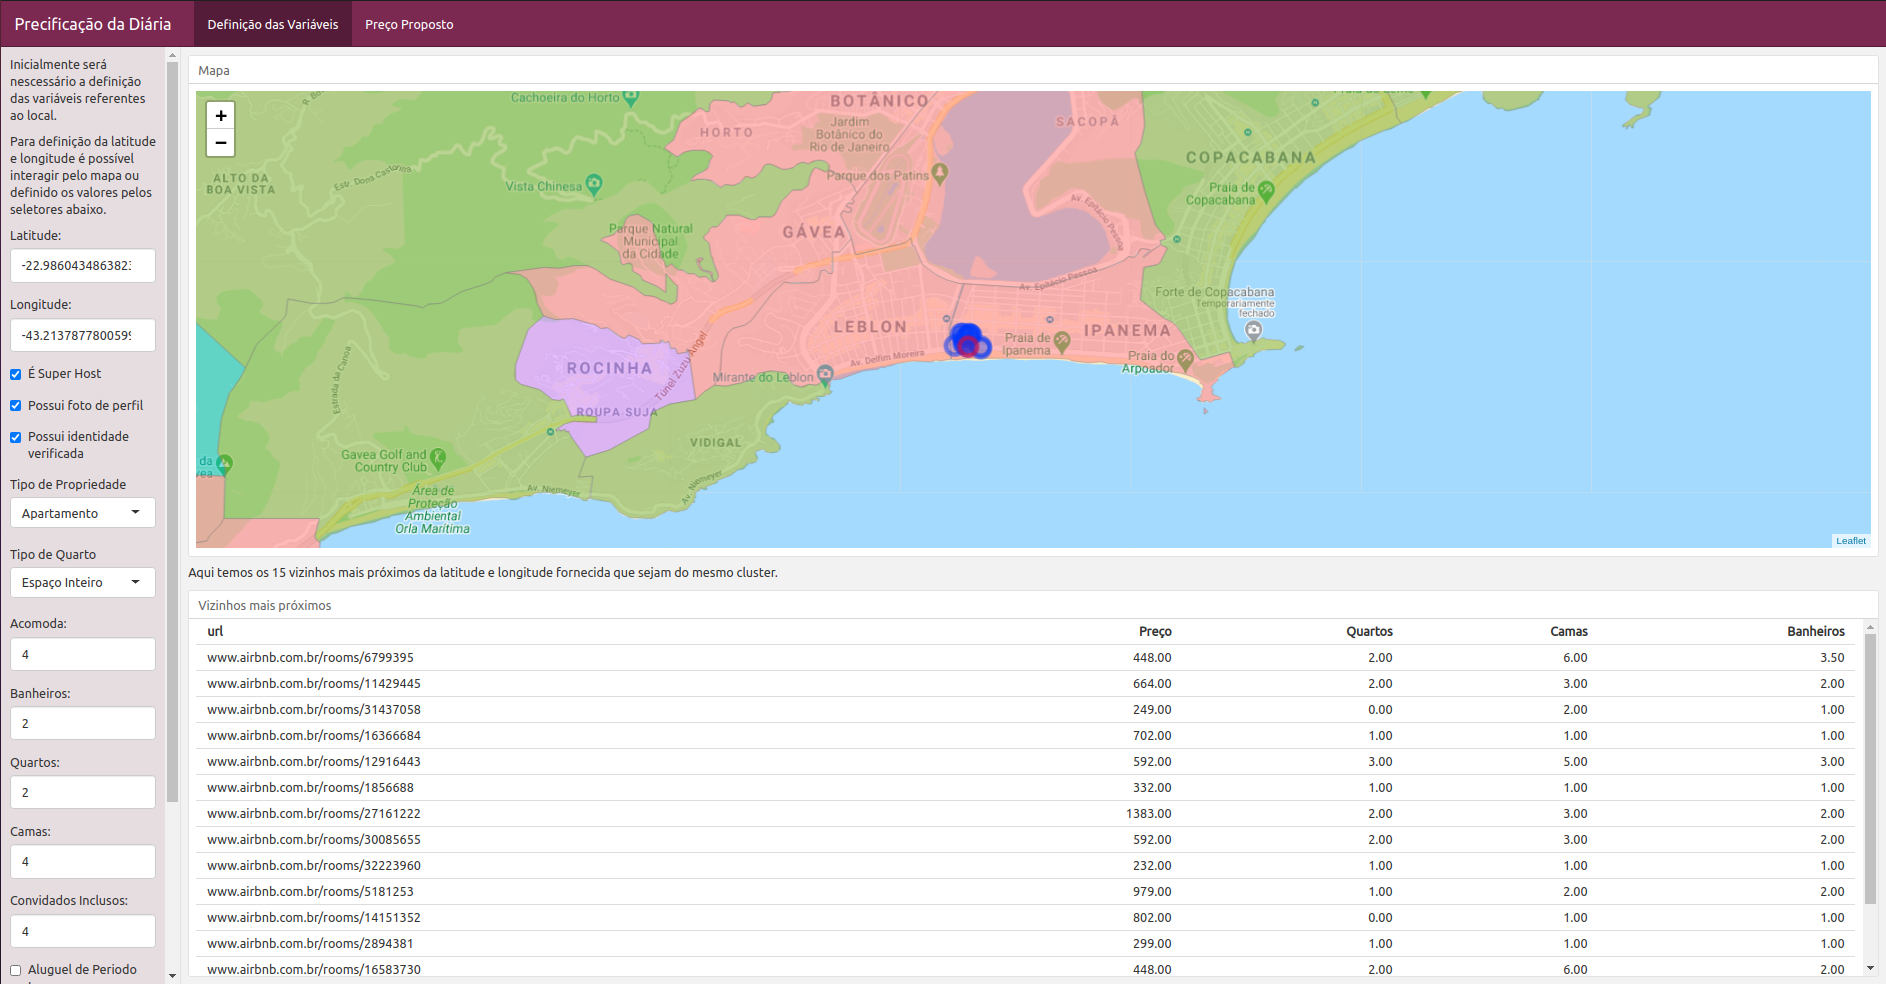 Precificação da Diária
Definição das Variáveis
Preço Proposto
Inicialmente será
nescessário a definição
das variáveis referentes
ao local.
Para definição da latitude
e longitude é possível
interagir pelo mapa ou
definido os valores pelos
seletores abaixo.
Latitude:
-22.9860434863823
Longitude:
-43.2137877800599
É Super Host
Possui foto de perfil
Possui identidade
verificada
Tipo de Propriedade
Apartamento
Tipo de Quarto
Espaço Inteiro
Acomoda:
4
Banheiros:
2
Quartos:
2
Camas:
4
Convidados Inclusos:
4
Aluguel de Periodo
Mapa
+
−
Cachoeira do Horto
BOTÂNICO
HORTO
Jardim
Botânico do
Rio de Janeiro
SACOPÃ
COPACABANA
ALTO DA
BOA VISTA
Estr. Dona Castorina
Vista Chinesa
Parque dos Patins
Praia de
Copacabana
Av. Epitácio Pessoa
Parque Natural
Municipal
da Cidade
GÁVEA
Av. Epitácio Pessoa
Forte de Copacabana
Temporariamente
fechado
LEBLON
Praia de
Ipanema
IPANEMA
Estrada da Canoa
Túnel Zuzu Angel
Av. Delfim Moreira
Praia do
Arpoador
ROCINHA
Mirante do Leblon
ROUPA SUJA
VIDIGAL
Gavea Golf and
Country Club
da
vea
Av. Niemeyer
Av. Niemeyer
Área de
Proteção
Ambiental
Orla Marítima
Leaflet
Aqui temos os 15 vizinhos mais próximos da latitude e longitude fornecida que sejam do mesmo cluster.
Vizinhos mais próximos
url Preço Quartos Camas Banheiros
www.airbnb.com.br/rooms/6799395 448.00 2.00 6.00 3.50
www.airbnb.com.br/rooms/11429445 664.00 2.00 3.00 2.00
www.airbnb.com.br/rooms/31437058 249.00 0.00 2.00 1.00
www.airbnb.com.br/rooms/16366684 702.00 1.00 1.00 1.00
www.airbnb.com.br/rooms/12916443 592.00 3.00 5.00 3.00
www.airbnb.com.br/rooms/1856688 332.00 1.00 1.00 1.00
www.airbnb.com.br/rooms/27161222 1383.00 2.00 3.00 2.00
www.airbnb.com.br/rooms/30085655 592.00 2.00 3.00 2.00
www.airbnb.com.br/rooms/32223960 232.00 1.00 1.00 1.00
www.airbnb.com.br/rooms/5181253 979.00 1.00 2.00 2.00
www.airbnb.com.br/rooms/14151352 802.00 0.00 1.00 1.00
www.airbnb.com.br/rooms/2894381 299.00 1.00 1.00 1.00
www.airbnb.com.br/rooms/16583730 448.00 2.00 6.00 2.00